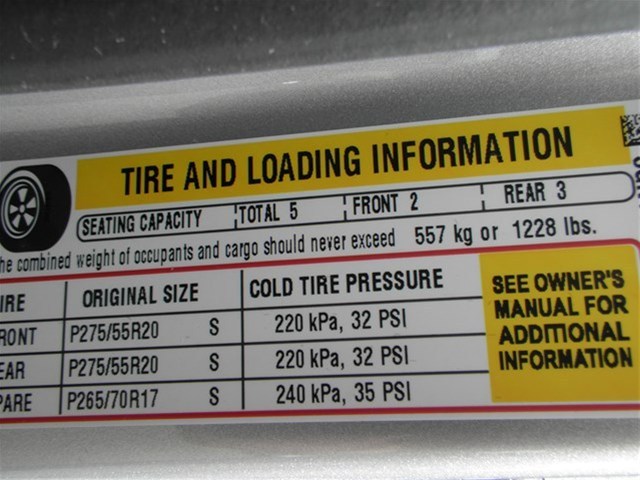 TIRE AND LOADING INFORMATION
SEATING CAPACITY TOTAL 5 FRONT 2 REAR 3
he combined weight of occupants and cargo should never exceed 557 kg or 1228 lbs.
IRE ORIGINAL SIZE COLD TIRE PRESSURE
RONT P275/55R20 S 220 kPa, 32 PSI
EAR P275/55R20 S 220 kPa, 32 PSI
PARE P265/70R17 S 240 kPa, 35 PSI
SEE OWNER'S
MANUAL FOR
ADDITIONAL
INFORMATION